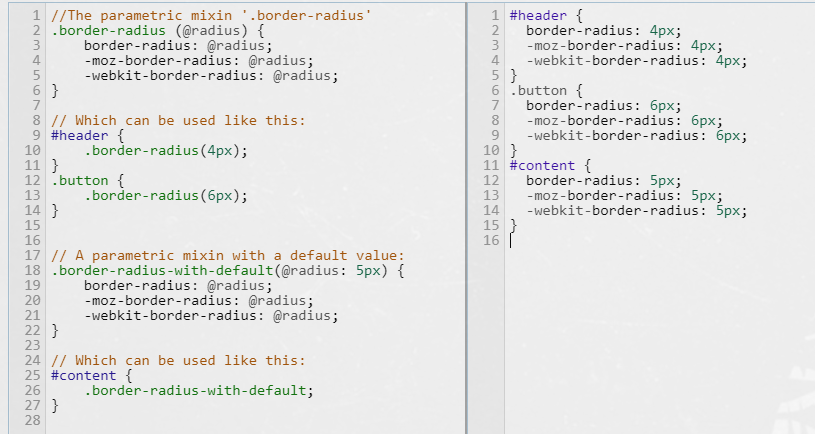 1 //The parametric mixin '.border-radius'
2 .border-radius (@radius) {
3     border-radius: @radius;
4     -moz-border-radius: @radius;
5     -webkit-border-radius: @radius;
6 }
7
8 // Which can be used like this:
9 #header {
10     .border-radius(4px);
11 }
12 .button {
13     .border-radius(6px);
14 }
15
16
17 // A parametric mixin with a default value:
18 .border-radius-with-default(@radius: 5px) {
19     border-radius: @radius;
20     -moz-border-radius: @radius;
21     -webkit-border-radius: @radius;
22 }
23
24 // Which can be used like this:
25 #content {
26     .border-radius-with-default;
27 }
28
1 #header {
2   border-radius: 4px;
3   -moz-border-radius: 4px;
4   -webkit-border-radius: 4px;
5 }
6 .button {
7   border-radius: 6px;
8   -moz-border-radius: 6px;
9   -webkit-border-radius: 6px;
10 }
11 #content {
12   border-radius: 5px;
13   -moz-border-radius: 5px;
14   -webkit-border-radius: 5px;
15 }
16